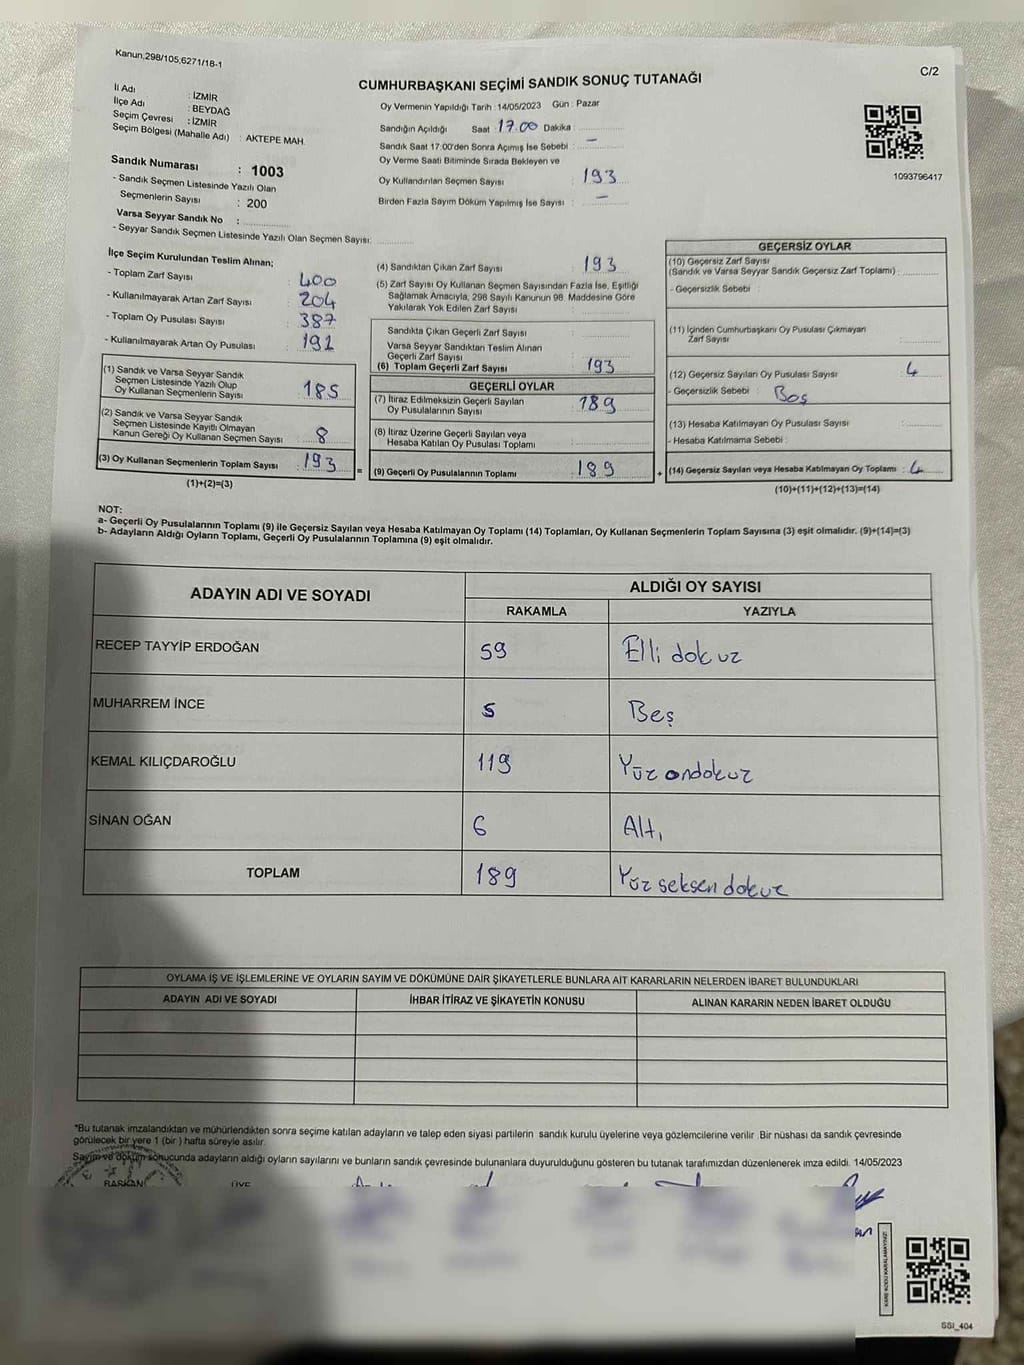 Kanun,298/105,6271/18-1
C/2
CUMHURBAŞKANI SEÇİMİ SANDIK SONUÇ TUTANAĞI
İl Adı : İZMİR
İlçe Adı : BEYDAĞ
Seçim Çevresi : İZMİR
Seçim Bölgesi (Mahalle Adı) : AKTEPE MAH.
Sandık Numarası : 1003
- Sandık Seçmen Listesinde Yazılı Olan
Seçmenlerin Sayısı : 200
Varsa Seyyar Sandık No :
- Seyyar Sandık Seçmen Listesinde Yazılı Olan Seçmen Sayısı:
Oy Vermenin Yapıldığı Tarih : 14/05/2023 Gün : Pazar
Sandığın Açıldığı Saat : 17.00 Dakika :
Sandık Saat 17:00'den Sonra Açımış İse Sebebi : —
Oy Verme Saati Bitiminde Sırada Bekleyen ve
Oy Kullandırılan Seçmen Sayısı : 193
Birden Fazla Sayım Döküm Yapılmış İse Sayısı : —
1093796417
İlçe Seçim Kurulundan Teslim Alınan;
- Toplam Zarf Sayısı : 400
- Kullanılmayarak Artan Zarf Sayısı : 204
- Toplam Oy Pusulası Sayısı : 387
- Kullanılmayarak Artan Oy Pusulası : 191
(1) Sandık ve Varsa Seyyar Sandık
Seçmen Listesinde Yazılı Olup
Oy Kullanan Seçmenlerin Sayısı : 185
(2) Sandık ve Varsa Seyyar Sandık
Seçmen Listesinde Kayıtlı Olmayan
Kanun Gereği Oy Kullanan Seçmen Sayısı : 8
(3) Oy Kullanan Seçmenlerin Toplam Sayısı : 193
(1)+(2)=(3)
=
(4) Sandıktan Çıkan Zarf Sayısı : 193
(5) Zarf Sayısı Oy Kullanan Seçmen Sayısından Fazla İse, Eşitliği
Sağlamak Amacıyla, 298 Sayılı Kanunun 98. Maddesine Göre
Yakılarak Yok Edilen Zarf Sayısı :
Sandıkta Çıkan Geçerli Zarf Sayısı :
Varsa Seyyar Sandıktan Teslim Alınan
Geçerli Zarf Sayısı :
(6) Toplam Geçerli Zarf Sayısı : 193
GEÇERLİ OYLAR
(7) İtiraz Edilmeksizin Geçerli Sayılan
Oy Pusulalarının Sayısı : 189
(8) İtiraz Üzerine Geçerli Sayılan veya
Hesaba Katılan Oy Pusulası Toplamı :
(9) Geçerli Oy Pusulalarının Toplamı : 189
+
GEÇERSİZ OYLAR
(10) Geçersiz Zarf Sayısı
(Sandık ve Varsa Seyyar Sandık Geçersiz Zarf Toplamı) :
- Geçersizlik Sebebi :
(11) İçinden Cumhurbaşkanı Oy Pusulası Çıkmayan
Zarf Sayısı :
(12) Geçersiz Sayılan Oy Pusulası Sayısı : 4
- Geçersizlik Sebebi : Boş
(13) Hesaba Katılmayan Oy Pusulası Sayısı :
- Hesaba Katılmama Sebebi :
(14) Geçersiz Sayılan veya Hesaba Katılmayan Oy Toplamı : 4
(10)+(11)+(12)+(13)=(14)
NOT:
a- Geçerli Oy Pusulalarının Toplamı (9) ile Geçersiz Sayılan veya Hesaba Katılmayan Oy Toplamı (14) Toplamları, Oy Kullanan Seçmenlerin Toplam Sayısına (3) eşit olmalıdır. (9)+(14)=(3)
b- Adayların Aldığı Oyların Toplamı, Geçerli Oy Pusulalarının Toplamına (9) eşit olmalıdır.
ADAYIN ADI VE SOYADI
ALDIĞI OY SAYISI
RAKAMLA YAZIYLA
RECEP TAYYİP ERDOĞAN 59 Elli dokuz
MUHARREM İNCE 5 Beş
KEMAL KILIÇDAROĞLU 119 Yüz ondokuz
SİNAN OĞAN 6 Altı
TOPLAM 189 Yüz seksen dokuz
OYLAMA İŞ VE İŞLEMLERİNE VE OYLARIN SAYIM VE DÖKÜMÜNE DAİR ŞİKAYETLERLE BUNLARA AİT KARARLARIN NELERDEN İBARET BULUNDUKLARI
ADAYIN ADI VE SOYADI İHBAR İTİRAZ VE ŞİKAYETİN KONUSU ALINAN KARARIN NEDEN İBARET OLDUĞU
*Bu tutanak imzalandıktan ve mühürlendikten sonra seçime katılan adayların ve talep eden siyasi partilerin sandık kurulu üyelerine veya gözlemcilerine verilir .Bir nüshası da sandık çevresinde
görülecek bir yere 1 (bir ) hafta süreyle asılır.
Sayım ve döküm sonucunda adayların aldığı oyların sayılarını ve bunların sandık çevresinde bulunanlara duyurulduğunu gösteren bu tutanak tarafımızdan düzenlenerek imza edildi. 14/05/2023
BAŞKAN ÜYE
KARE KODU KARALAMAYINIZ!
SSI_404